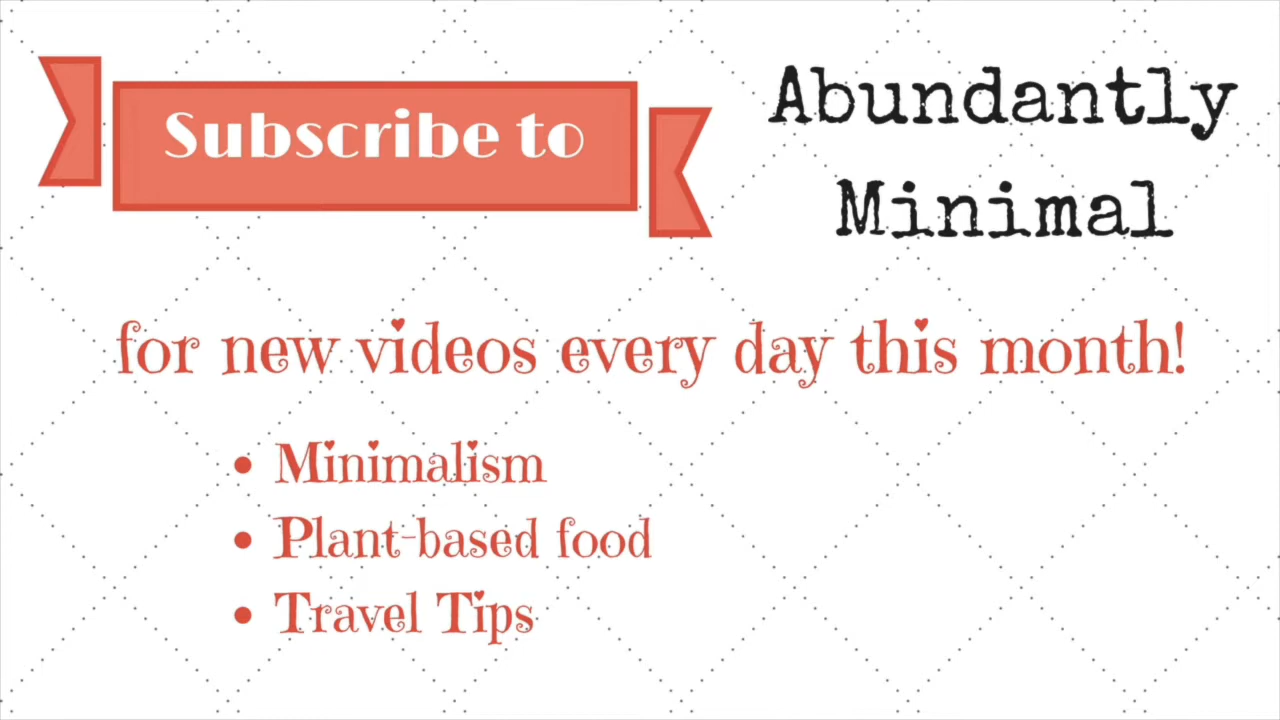 Subscribe to
Abundantly
Minimal
for new videos every day this month!
• Minimalism
• Plant-based food
• Travel Tips